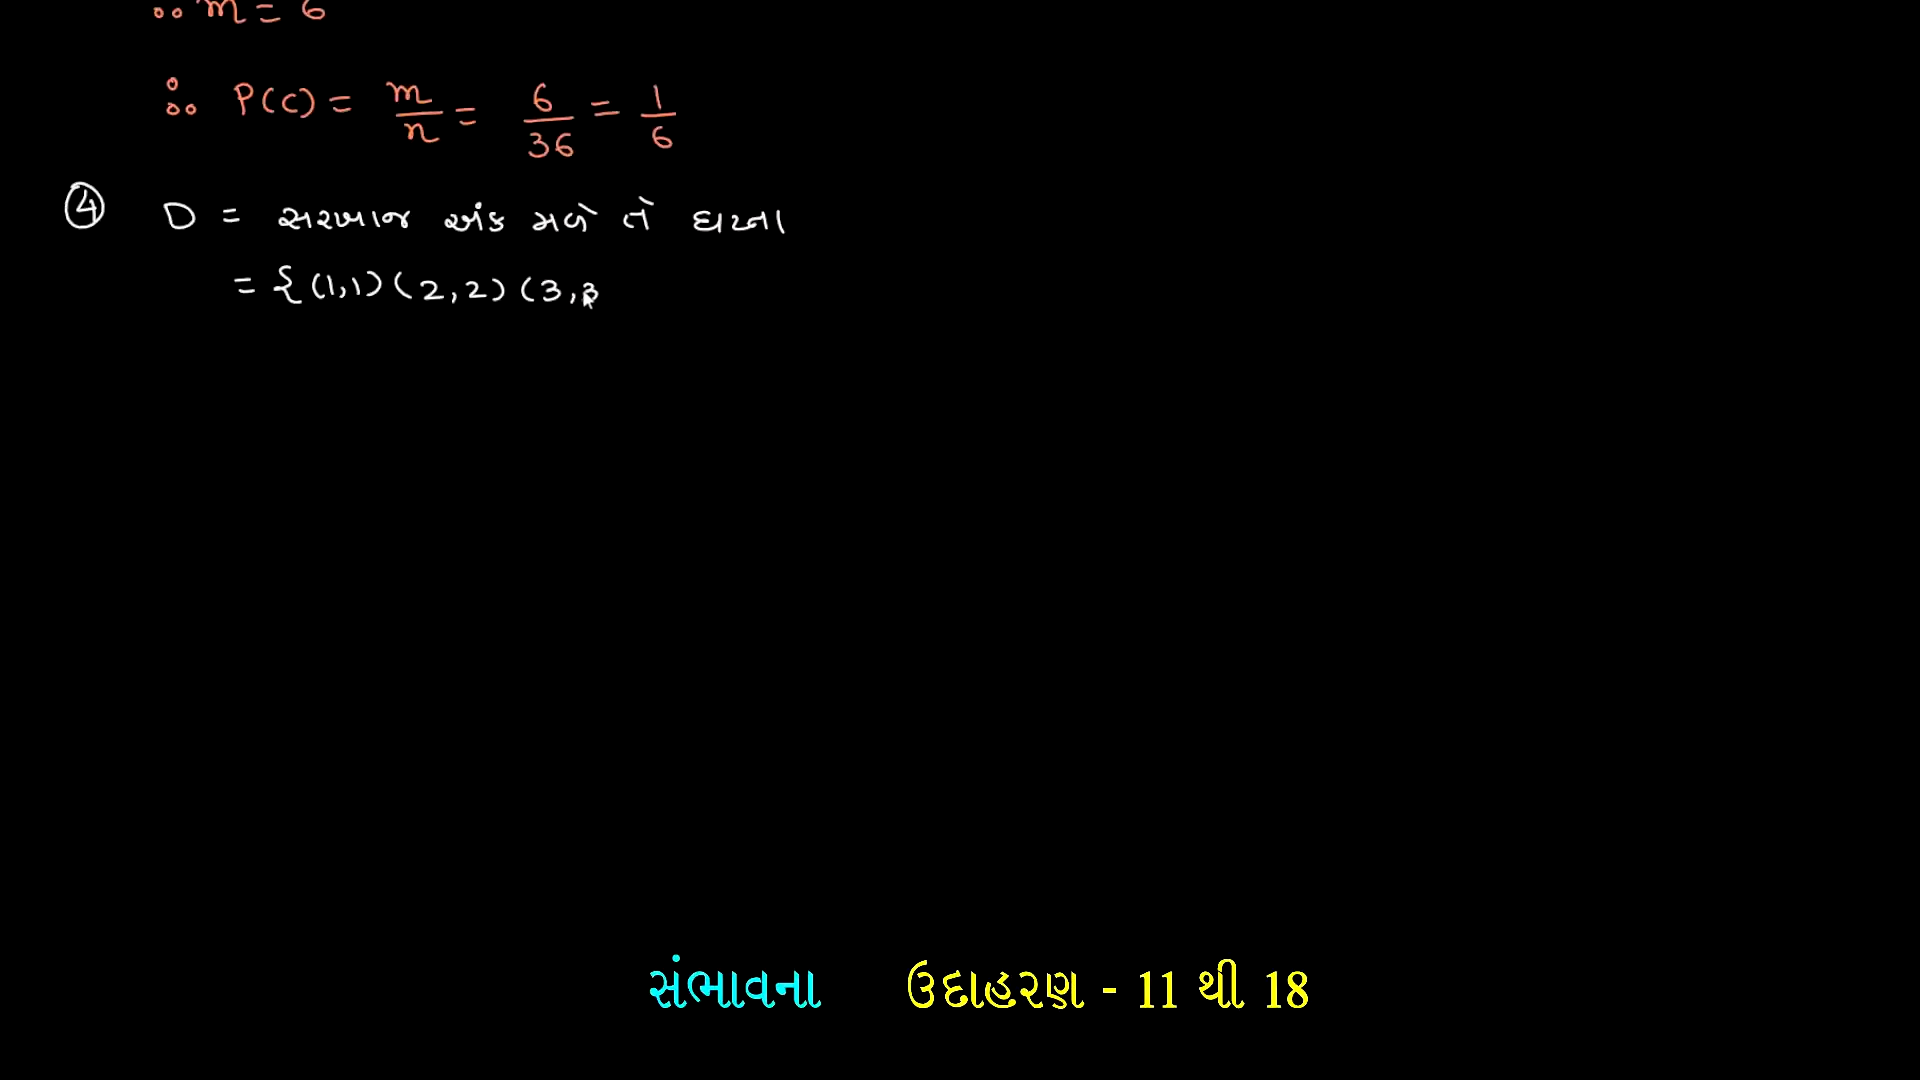 ∴ m = 6
∴ P(C) = m/n = 6/36 = 1/6
④ D = સરખાજ અંક મળે તે ઘટના
= {(1,1)(2,2)(3,3
સંભાવના ઉદાહરણ - 11 થી 18